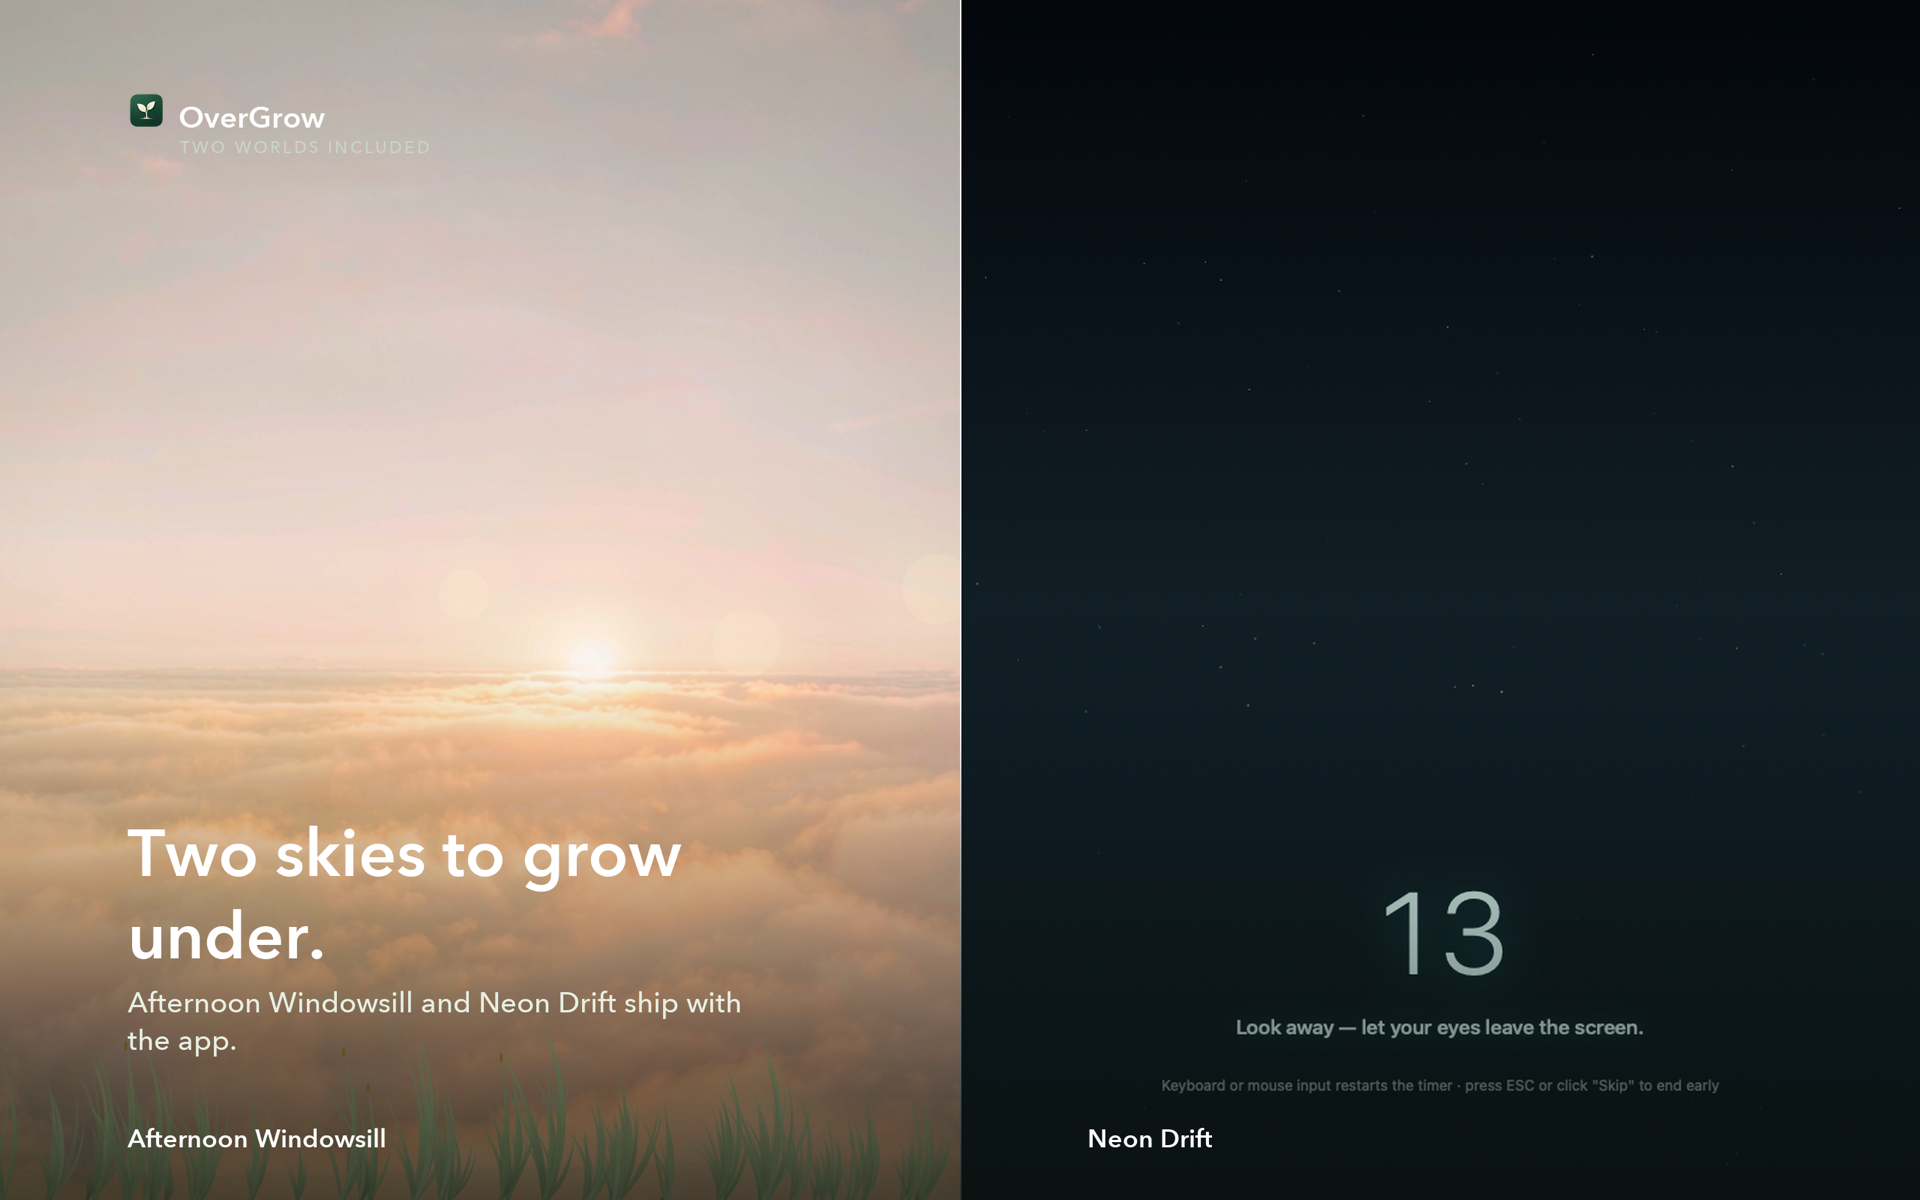 OverGrow
TWO WORLDS INCLUDED
Two skies to grow
under.
Afternoon Windowsill and Neon Drift ship with
the app.
Afternoon Windowsill
13
Look away — let your eyes leave the screen.
Keyboard or mouse input restarts the timer · press ESC or click "Skip" to end early
Neon Drift